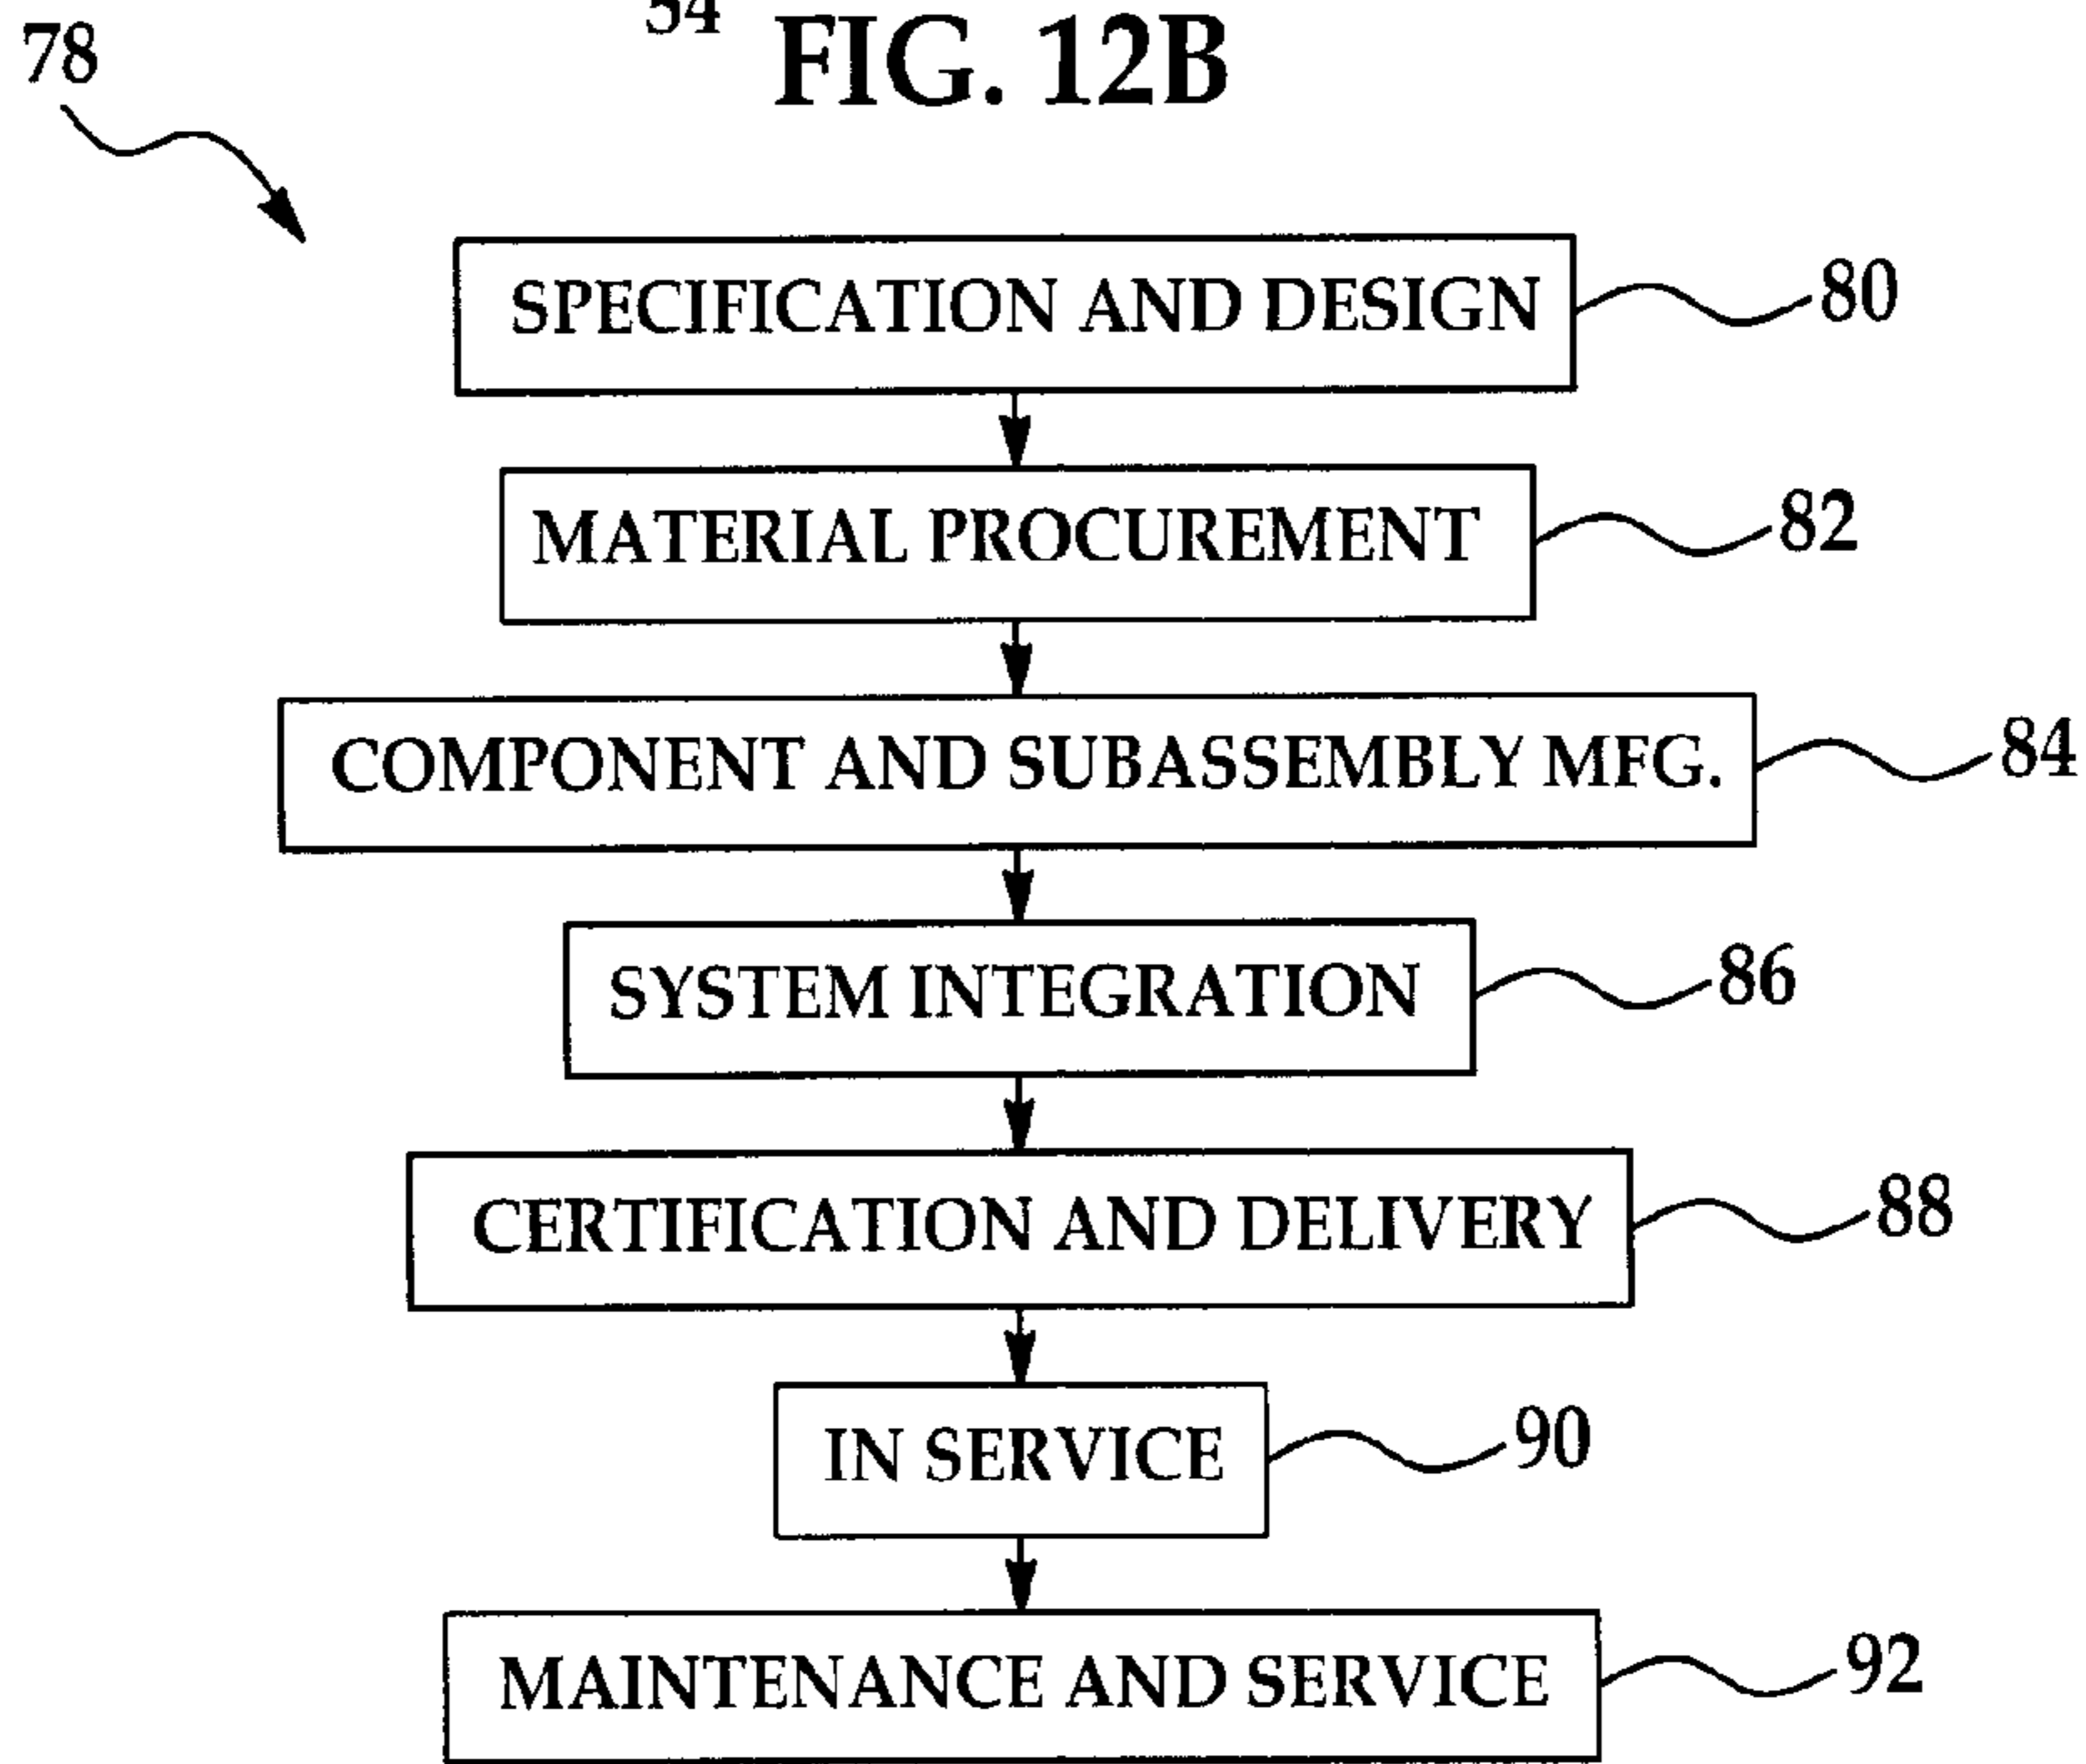 54
FIG. 12B
78
SPECIFICATION AND DESIGN 80
MATERIAL PROCUREMENT 82
COMPONENT AND SUBASSEMBLY MFG. 84
SYSTEM INTEGRATION 86
CERTIFICATION AND DELIVERY 88
IN SERVICE 90
MAINTENANCE AND SERVICE 92